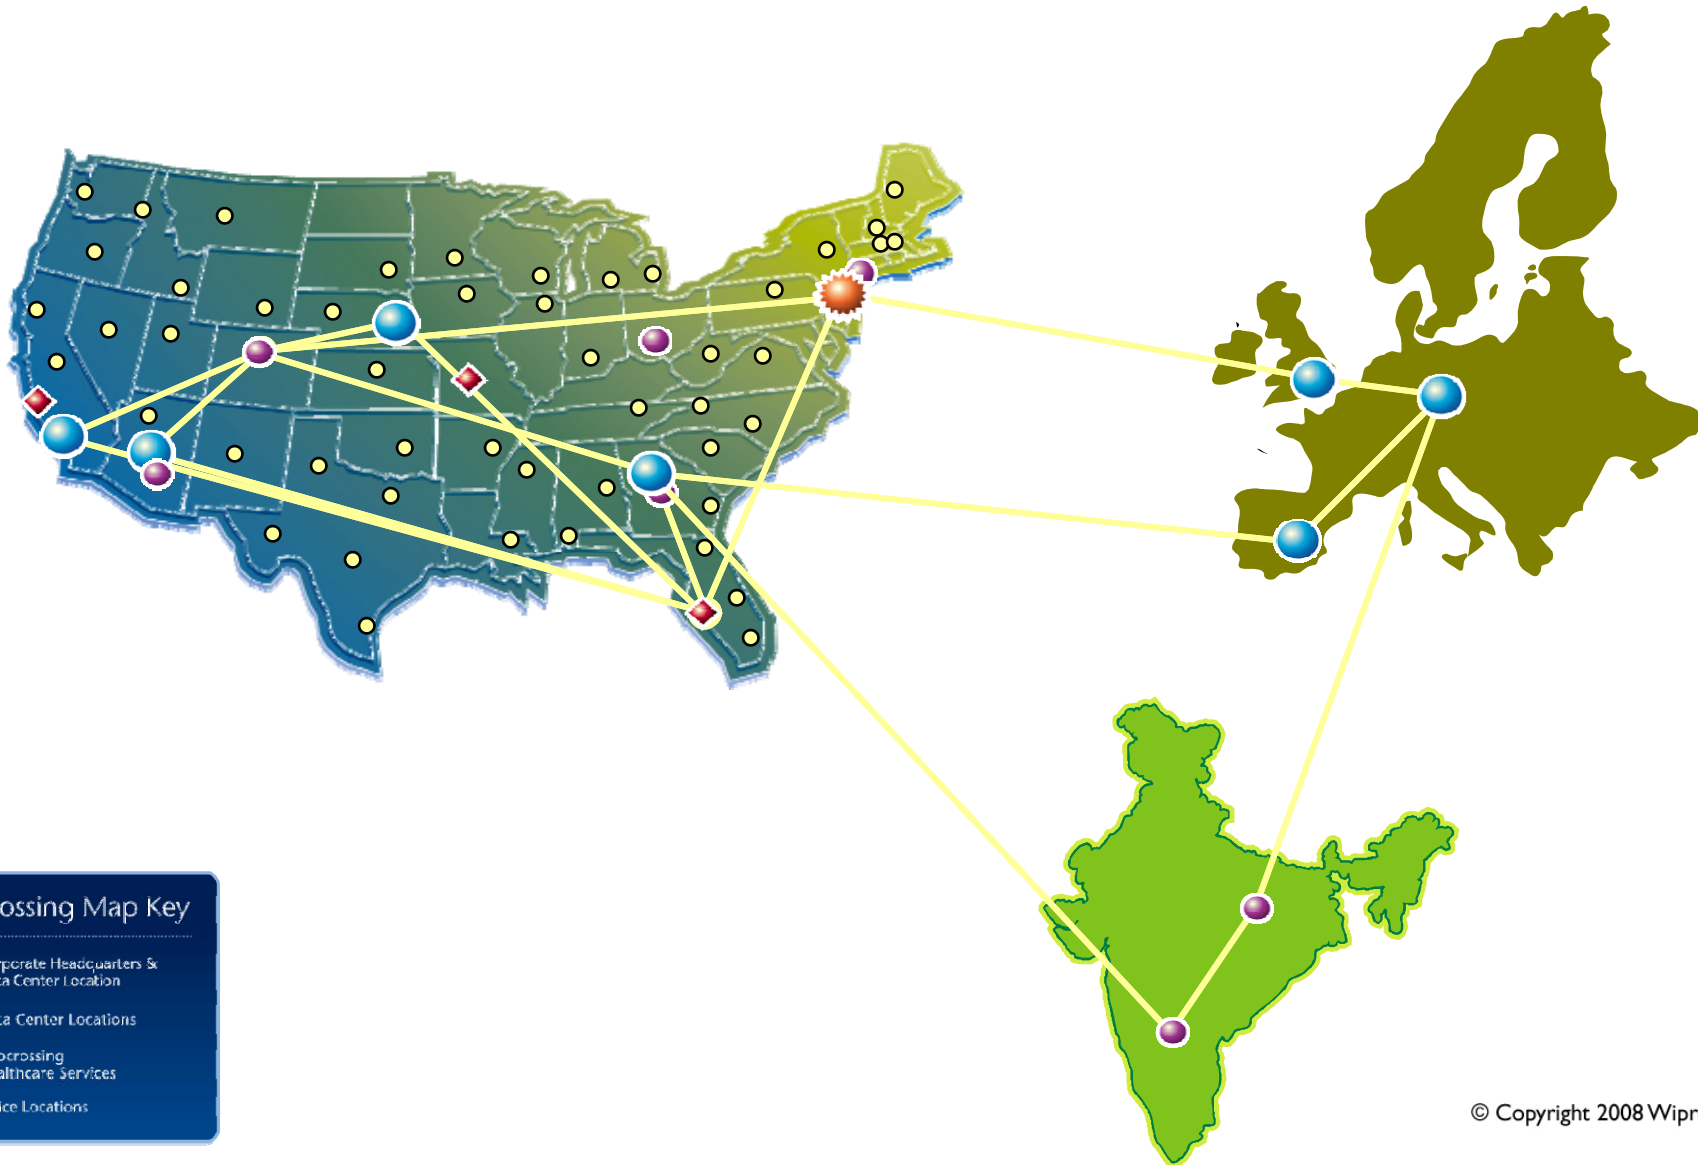 ossing Map Key
rporate Headquarters &
ta Center Location
ta Center Locations
ocrossing
althcare Services
ice Locations
© Copyright 2008 Wipr